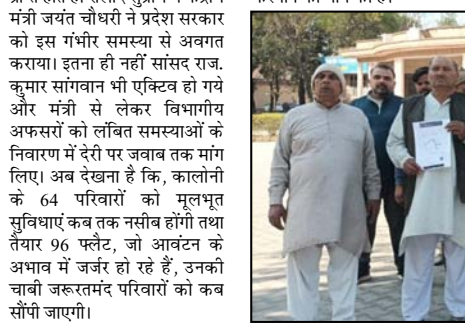 मंत्री जयंत चौधरी ने प्रदेश सरकार
को इस गंभीर समस्या से अवगत
कराया। इतना ही नहीं सांसद राज.
कुमार सांगवान भी एक्टिव हो गये
और मंत्री से लेकर विभागीय
अफसरों को लंबित समस्याओं के
निवारण में देरी पर जवाब तक मांग
लिए। अब देखना है कि, कालोनी
के 64 परिवारों को मूलभूत
सुविधाएं कब तक नसीब होंगी तथा
तैयार 96 फ्लैट, जो आवंटन के
अभाव में जर्जर हो रहे हैं, उनकी
चाबी जरूरतमंद परिवारों को कब
सौंपी जाएगी।